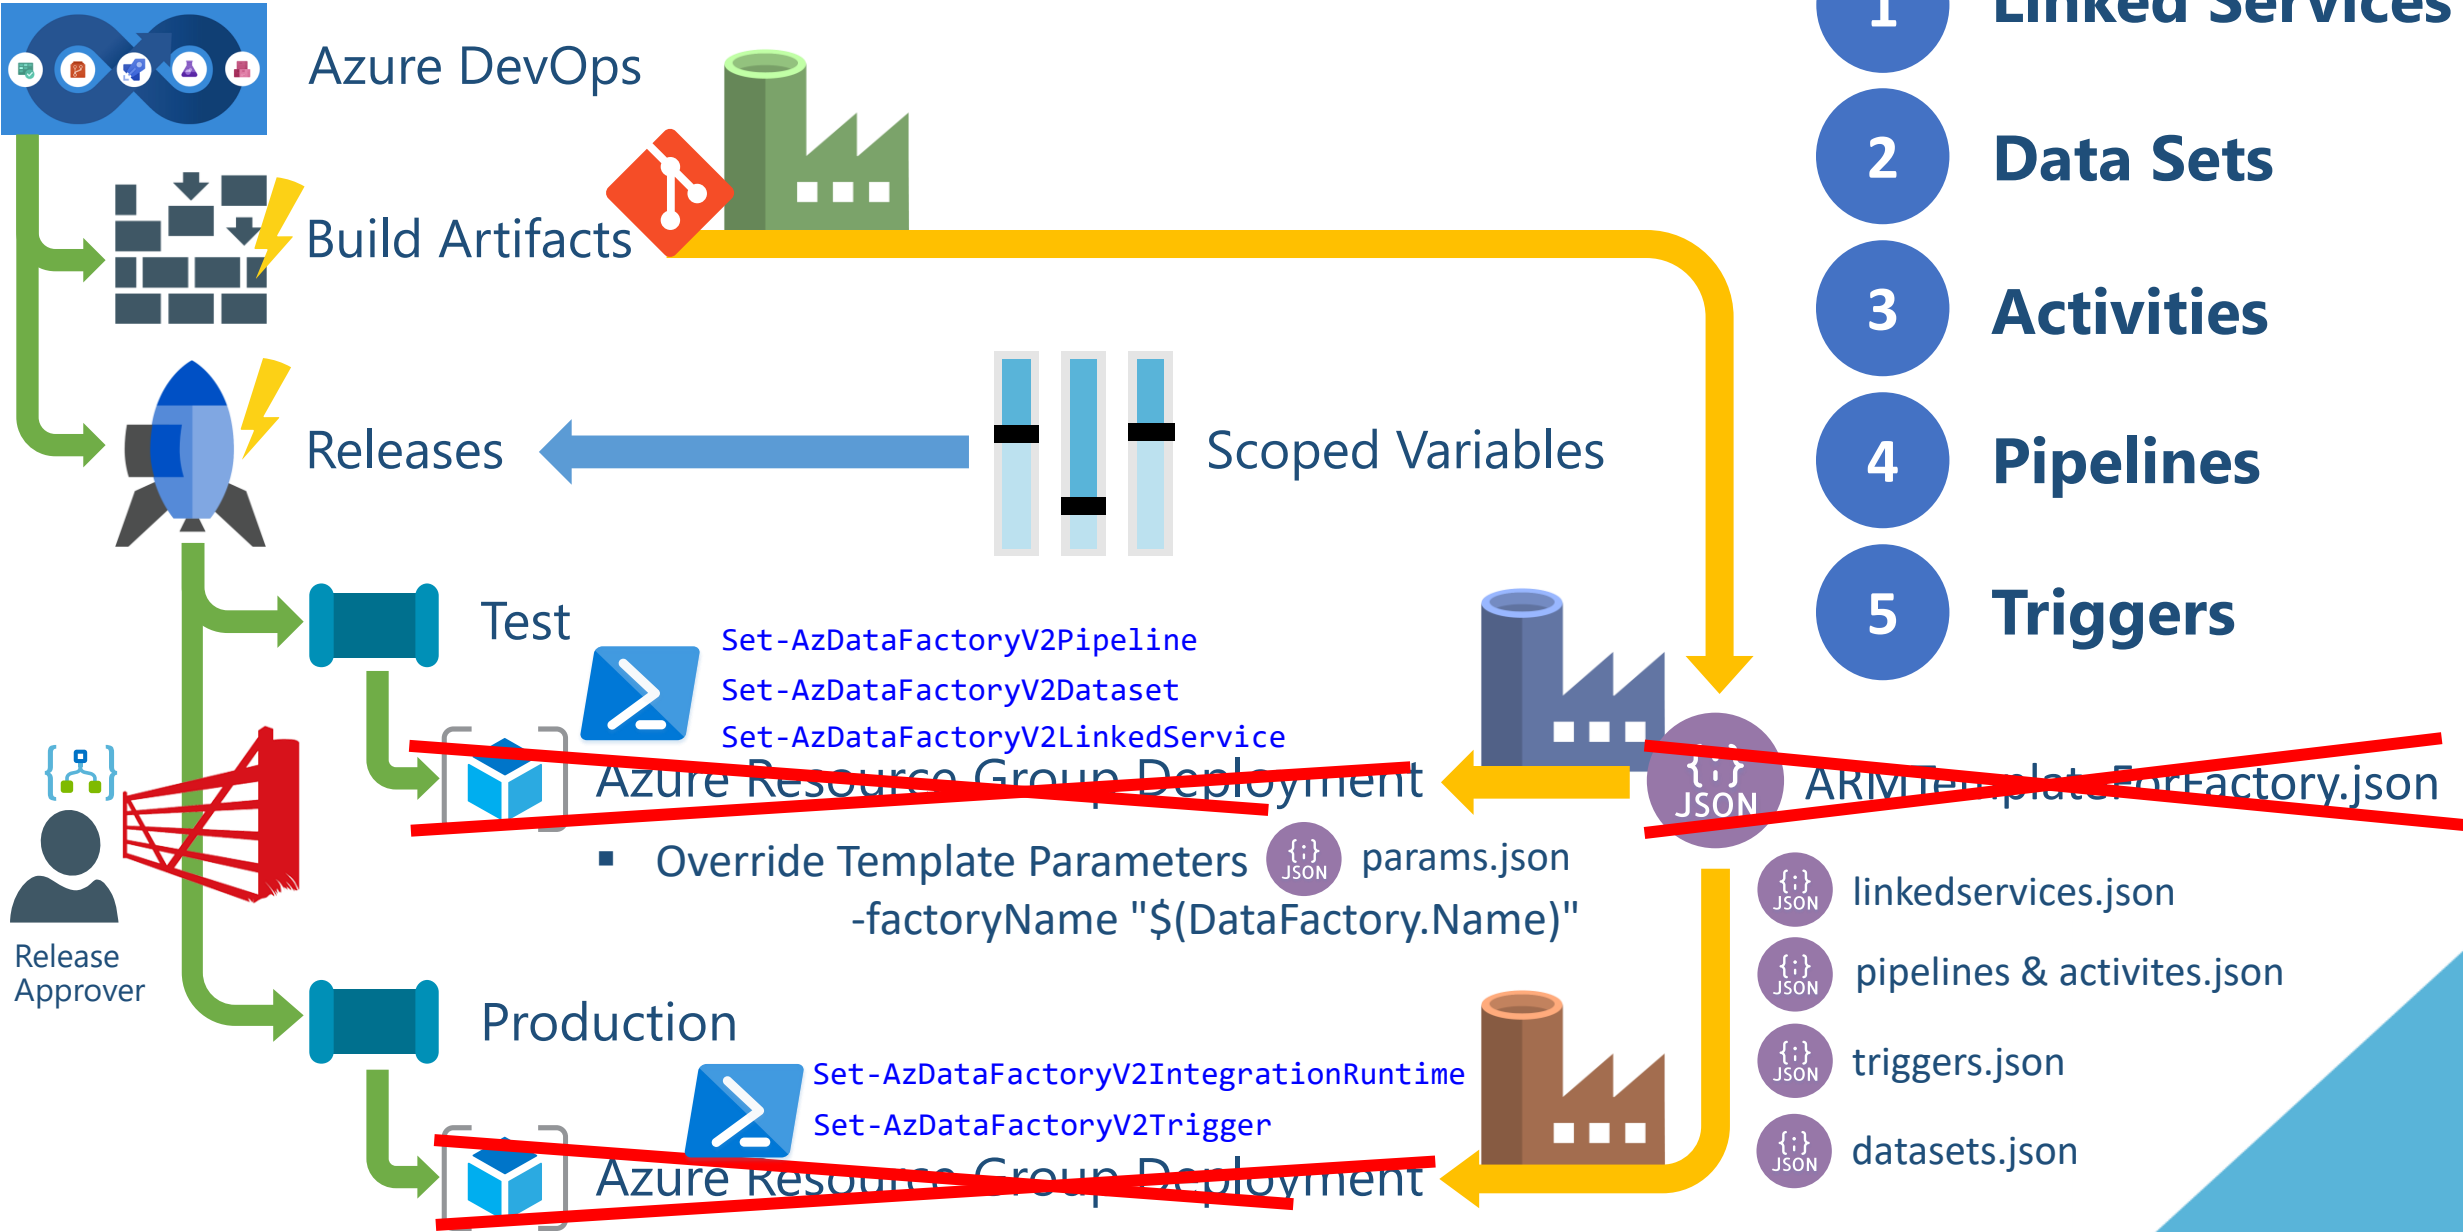 Azure DevOps
Build Artifacts
Releases
Scoped Variables
1 Linked Services
2 Data Sets
3 Activities
4 Pipelines
5 Triggers
Test
Set-AzDataFactoryV2Pipeline
Set-AzDataFactoryV2Dataset
Set-AzDataFactoryV2LinkedService
Azure Resource Group Deployment
{;} JSON
ARMTemplateForFactory.json
▪ Override Template Parameters {;} JSON params.json
-factoryName "$(DataFactory.Name)"
{;} JSON linkedservices.json
{;} JSON pipelines & activites.json
{;} JSON triggers.json
{;} JSON datasets.json
Release
Approver
Production
Set-AzDataFactoryV2IntegrationRuntime
Set-AzDataFactoryV2Trigger
Azure Resource Group Deployment